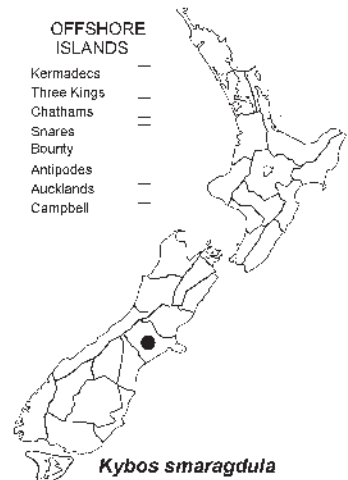 OFFSHORE
ISLANDS
Kermadecs
Three Kings
Chathams
Snares
Bounty
Antipodes
Aucklands
Campbell
Kybos smaragdula